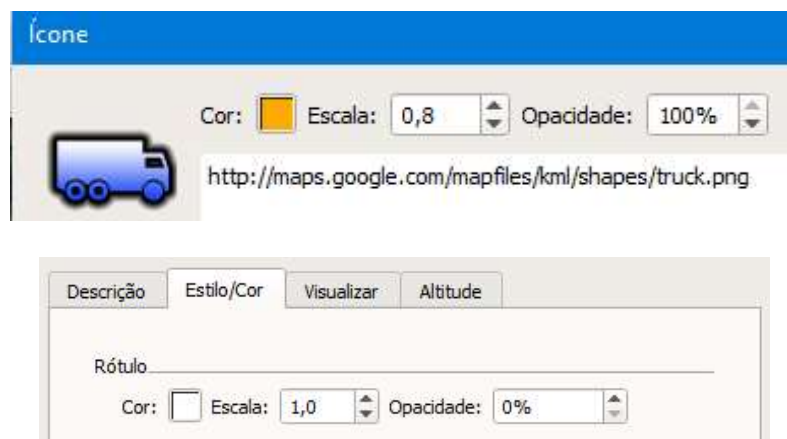 Ícone
Cor: Escala: 0,8 Opacidade: 100%
http://maps.google.com/mapfiles/kml/shapes/truck.png
Descrição Estilo/Cor Visualizar Altitude
Rótulo
Cor: Escala: 1,0 Opacidade: 0%